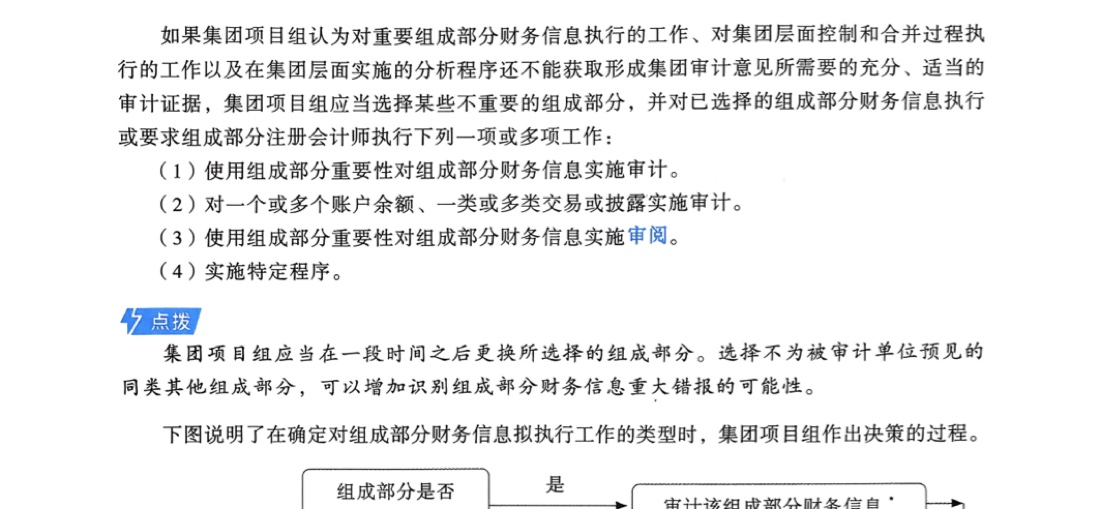 如果集团项目组认为对重要组成部分财务信息执行的工作、对集团层面控制和合并过程执
行的工作以及在集团层面实施的分析程序还不能获取形成集团审计意见所需要的充分、适当的
审计证据，集团项目组应当选择某些不重要的组成部分，并对已选择的组成部分财务信息执行
或要求组成部分注册会计师执行下列一项或多项工作：
（1）使用组成部分重要性对组成部分财务信息实施审计。
（2）对一个或多个账户余额、一类或多类交易或披露实施审计。
（3）使用组成部分重要性对组成部分财务信息实施审阅。
（4）实施特定程序。
点拨
集团项目组应当在一段时间之后更换所选择的组成部分。选择不为被审计单位预见的
同类其他组成部分，可以增加识别组成部分财务信息重大错报的可能性。
下图说明了在确定对组成部分财务信息拟执行工作的类型时，集团项目组作出决策的过程。
组成部分是否
是
审计该组成部分财务信息